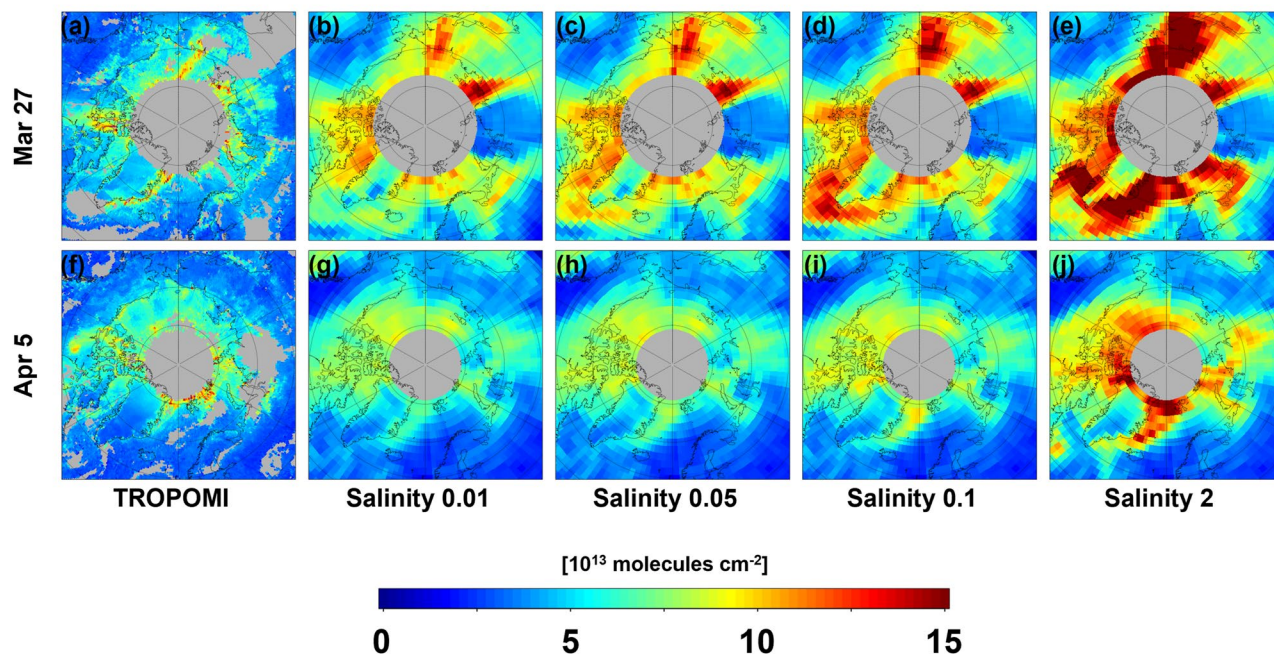 Mar 27
(a)
(b)
(c)
(d)
(e)
Apr 5
(f)
(g)
(h)
(i)
(j)
TROPOMI
Salinity 0.01
Salinity 0.05
Salinity 0.1
Salinity 2
[10¹³ molecules cm⁻²]
0 5 10 15